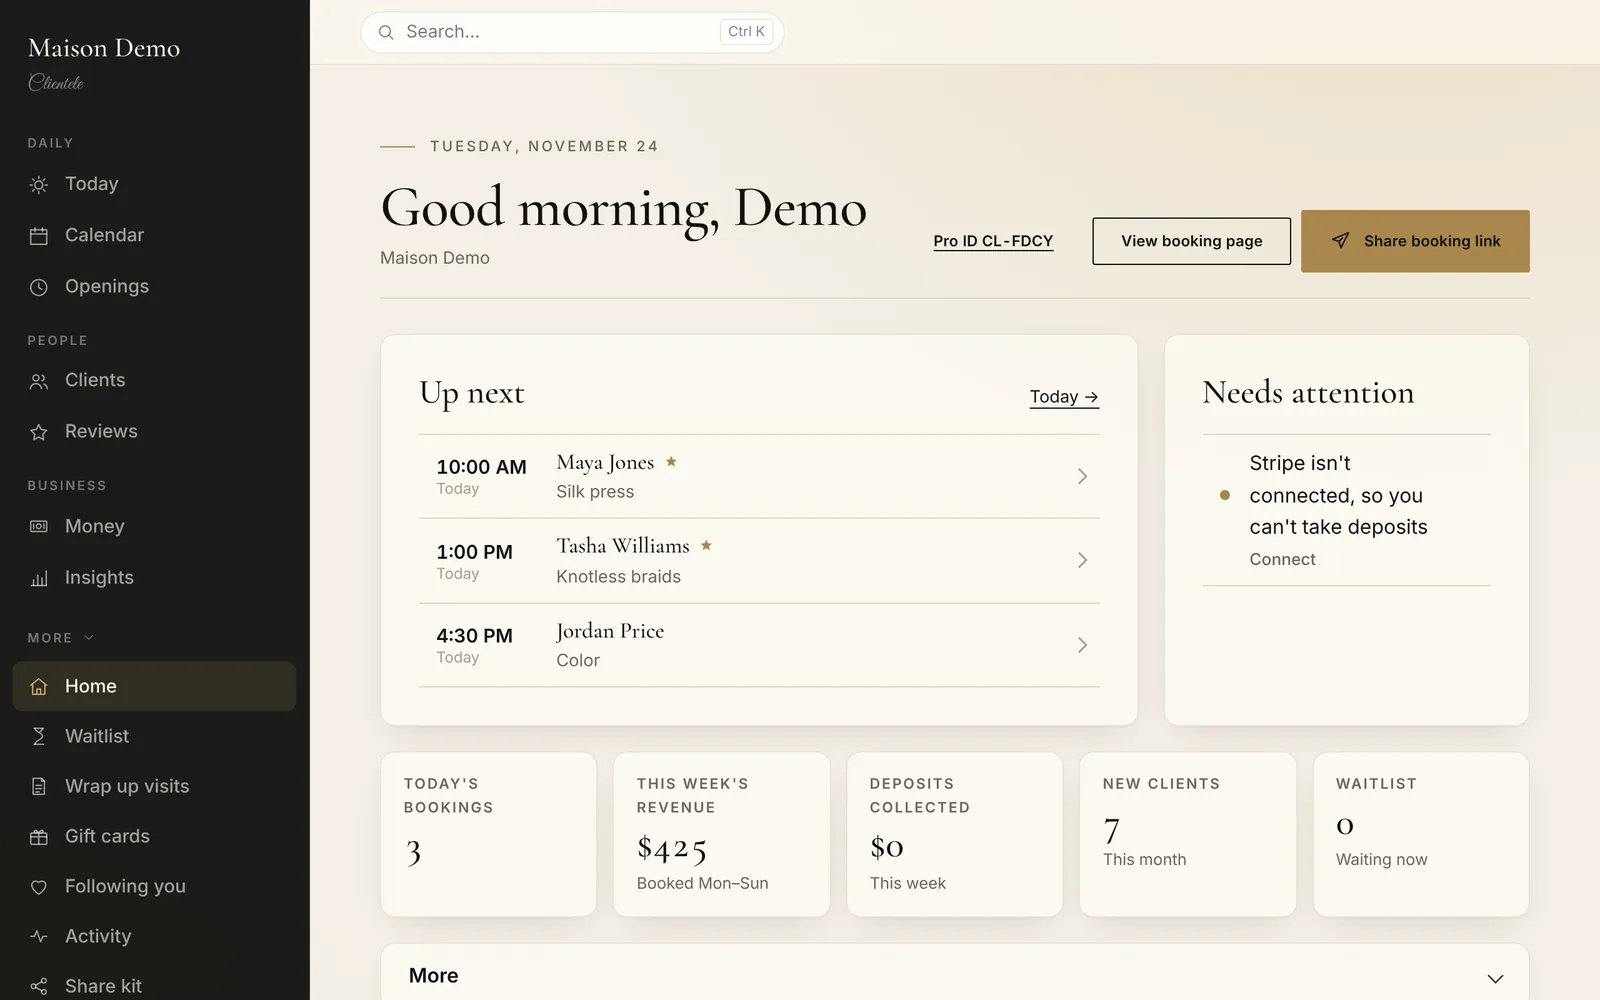 Maison Demo
Clientele
DAILY
Today
Calendar
Openings
PEOPLE
Clients
Reviews
BUSINESS
Money
Insights
MORE
Home
Waitlist
Wrap up visits
Gift cards
Following you
Activity
Share kit
Search...
Ctrl K
TUESDAY, NOVEMBER 24
Good morning, Demo
Maison Demo
Pro ID CL-FDCY
View booking page
Share booking link
Up next
Today →
10:00 AM
Today
Maya Jones ★
Silk press
1:00 PM
Today
Tasha Williams ★
Knotless braids
4:30 PM
Today
Jordan Price
Color
Needs attention
Stripe isn't
connected, so you
can't take deposits
Connect
TODAY'S
BOOKINGS
3
THIS WEEK'S
REVENUE
$425
Booked Mon–Sun
DEPOSITS
COLLECTED
$0
This week
NEW CLIENTS
7
This month
WAITLIST
0
Waiting now
More